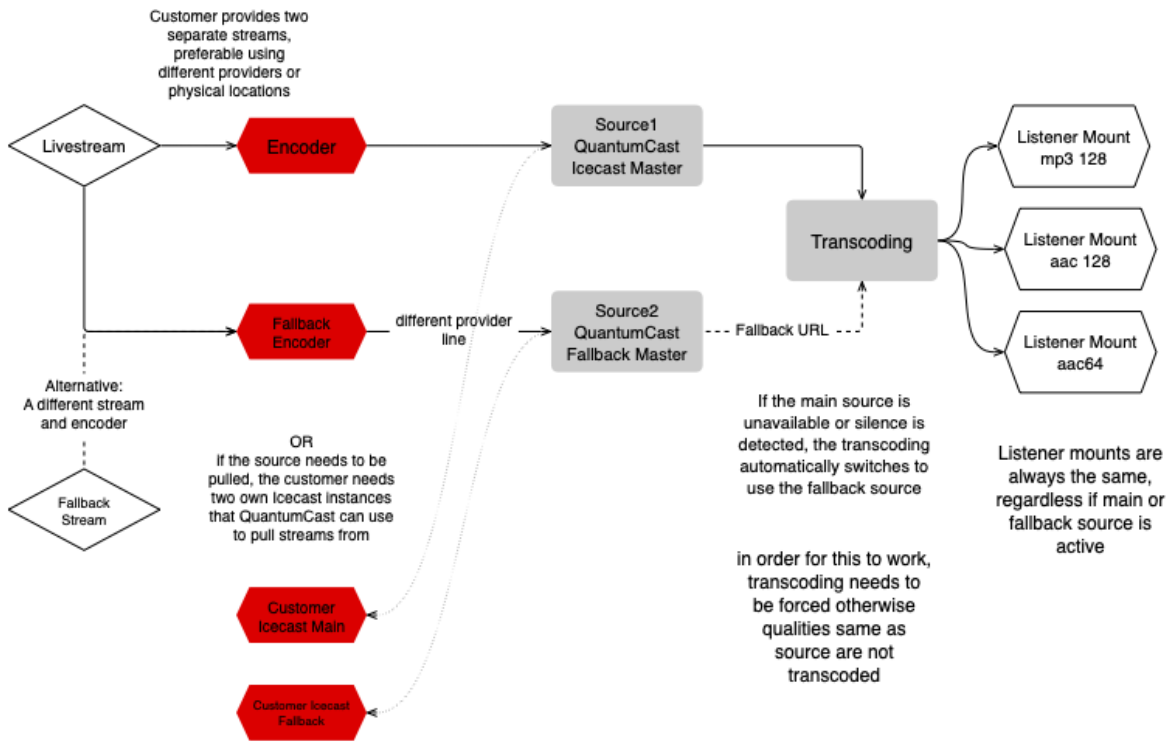 Customer provides two
separate streams,
preferable using
different providers or
physical locations
Livestream
Encoder
Source1
QuantumCast
Icecast Master
Listener Mount
mp3 128
Transcoding
Listener Mount
aac 128
Fallback
Encoder
different provider
line
Source2
QuantumCast
Fallback Master
Fallback URL
Listener Mount
aac64
Alternative:
A different stream
and encoder
Fallback
Stream
OR
if the source needs to be
pulled, the customer needs
two own Icecast instances
that QuantumCast can use
to pull streams from
If the main source is
unavailable or silence is
detected, the transcoding
automatically switches to
use the fallback source
Listener mounts are
always the same,
regardless if main or
fallback source is
active
in order for this to work,
transcoding needs to
be forced otherwise
qualities same as
source are not
transcoded
Customer
Icecast Main
Customer Icecast
Fallback